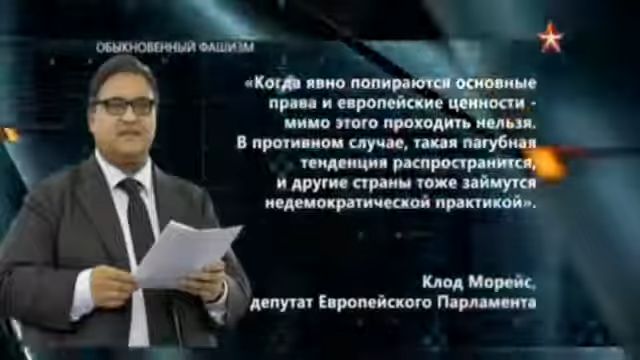 ОБЫКНОВЕННЫЙ ФАШИЗМ
«Когда явно попираются основные
права и европейские ценности -
мимо этого проходить нельзя.
В противном случае, такая пагубная
тенденция распространится,
и другие страны тоже займутся
недемократической практикой».
Клод Морейс,
депутат Европейского Парламента